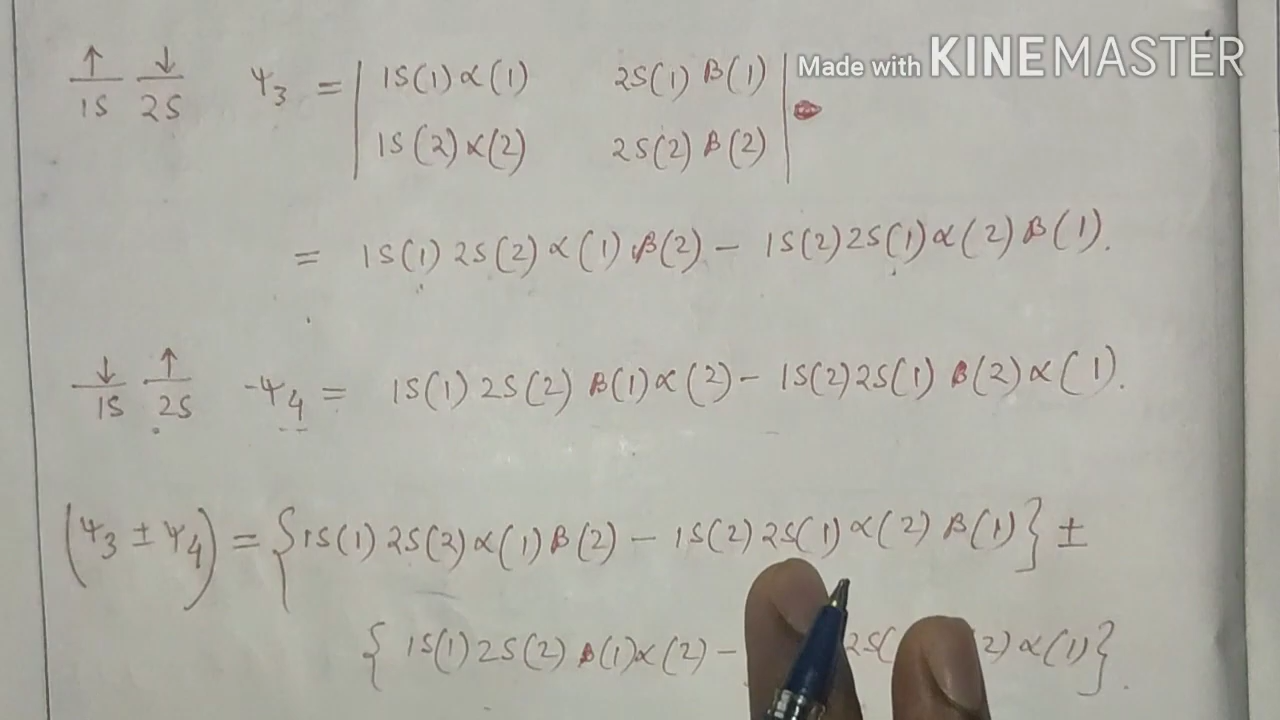 ↑ ↓ ψ3 = | 1S(1)α(1) 2S(1)β(1) | Made with KINEMASTER
1S 2S | 1S(2)α(2) 2S(2)β(2) |
= 1S(1)2S(2)α(1)β(2) – 1S(2)2S(1)α(2)β(1).
↓ ↑ ψ4 = 1S(1)2S(2) β(1)α(2) – 1S(2)2S(1) β(2)α(1).
1S 2S
(ψ3 ± ψ4) = {1S(1)2S(2)α(1)β(2) – 1S(2)2S(1)α(2)β(1)} ±
{1S(1)2S(2)β(1)α(2) – 2S( 2)α(1)}.